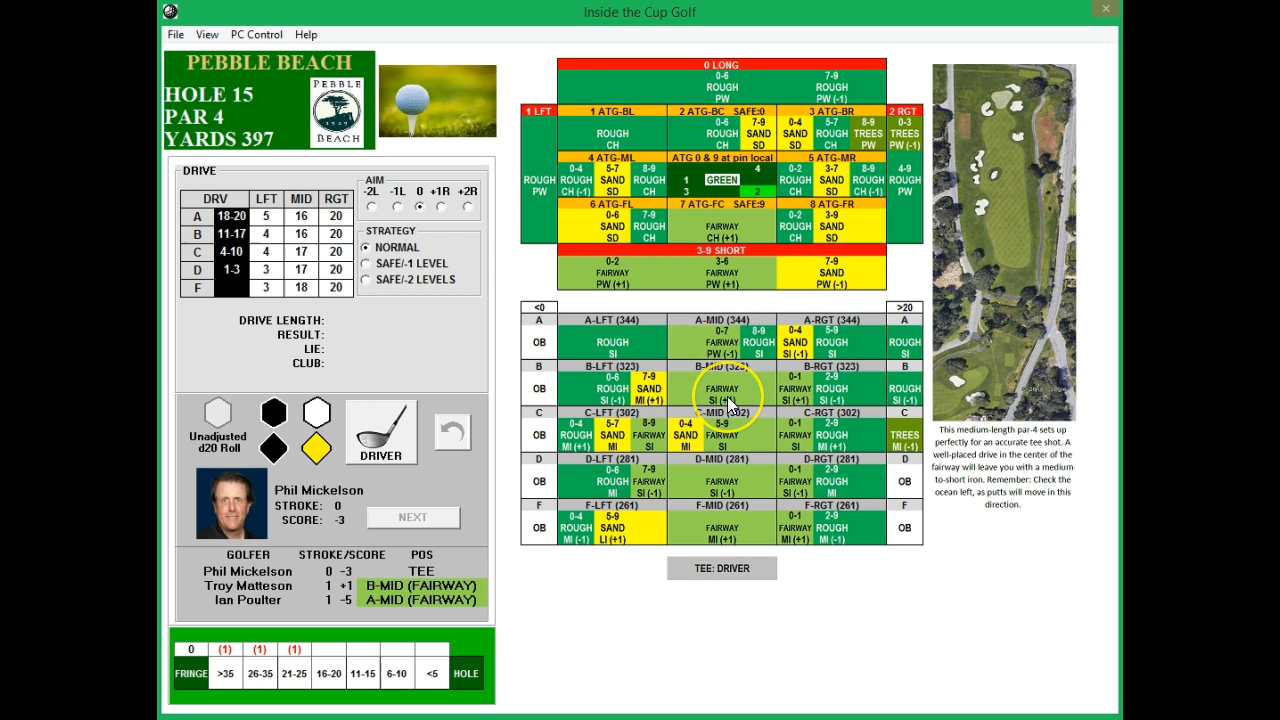 Inside the Cup Golf
File View PC Control Help
PEBBLE BEACH
HOLE 15
PAR 4
YARDS 397
PEBBLE
1919
BEACH
DRIVE
DRV LFT MID RGT
A 18-20 5 16 20
B 11-17 4 16 20
C 4-10 4 17 20
D 1-3 3 17 20
F 3 18 20
AIM
-2L -1L 0 +1R +2R
STRATEGY
NORMAL
SAFE/-1 LEVEL
SAFE/-2 LEVELS
DRIVE LENGTH:
RESULT:
LIE:
CLUB:
Unadjusted
d20 Roll
DRIVER
Phil Mickelson
STROKE: 0
SCORE: -3
NEXT
GOLFER STROKE/SCORE POS
Phil Mickelson 0 -3 TEE
Troy Matteson 1 +1 B-MID (FAIRWAY)
Ian Poulter 1 -5 A-MID (FAIRWAY)
0 (1) (1) (1)
FRINGE >35 26-35 21-25 16-20 11-15 6-10 <5 HOLE
0 LONG
0-6 7-9
ROUGH ROUGH
PW PW (-1)
1 LFT 1 ATG-BL 2 ATG-BC SAFE:0 3 ATG-BR 2 RGT
0-6 7-9 0-4 5-7 8-9 0-3
ROUGH ROUGH SAND SAND ROUGH TREES TREES
CH CH SD SD CH PW PW (-1)
4 ATG-ML ATG 0 & 9 at pin local 5 ATG-MR
0-4 5-7 8-9 4 0-2 3-7 8-9 4-9
ROUGH ROUGH SAND ROUGH 1 GREEN ROUGH SAND ROUGH ROUGH
PW CH (-1) SD CH 3 2 CH (-1) SD CH (-1) PW
6 ATG-FL 7 ATG-FC SAFE:9 8 ATG-FR
0-6 7-9 0-2 3-9
SAND ROUGH FAIRWAY ROUGH SAND
SD CH CH (+1) CH SD
3-9 SHORT
0-2 3-6 7-9
FAIRWAY FAIRWAY SAND
PW (+1) PW (+1) PW (-1)
<0 >20
A A-LFT (344) A-MID (344) A-RGT (344) A
0-7 8-9 0-4 5-9
OB ROUGH FAIRWAY ROUGH SAND ROUGH ROUGH
SI PW (-1) SI SI (-1) SI SI
B B-LFT (323) B-MID (323) B-RGT (323) B
0-6 7-9 0-1 2-9
OB ROUGH SAND FAIRWAY FAIRWAY ROUGH ROUGH
SI (-1) MI (+1) SI SI (+1) SI (-1) SI (-1)
C C-LFT (302) C-MID (302) C-RGT (302) C
0-4 5-7 8-9 0-4 5-9 0-1 2-9
OB ROUGH SAND FAIRWAY SAND FAIRWAY FAIRWAY ROUGH TREES
MI (+1) MI SI MI SI SI MI (+1) MI (-1)
D D-LFT (281) D-MID (281) D-RGT (281) D
0-6 7-9 0-1 2-9
OB ROUGH FAIRWAY FAIRWAY FAIRWAY ROUGH OB
MI SI (-1) SI (-1) SI (-1) MI
F F-LFT (261) F-MID (261) F-RGT (261) F
0-4 5-9 0-1 2-9
OB ROUGH SAND FAIRWAY FAIRWAY ROUGH OB
MI (-1) LI (+1) MI (+1) MI (+1) MI (-1)
TEE: DRIVER
This medium-length par-4 sets up
perfectly for an accurate tee shot. A
well-placed drive in the center of the
fairway will leave you with a medium
to-short iron. Remember: Check the
ocean left, as putts will move in this
direction.